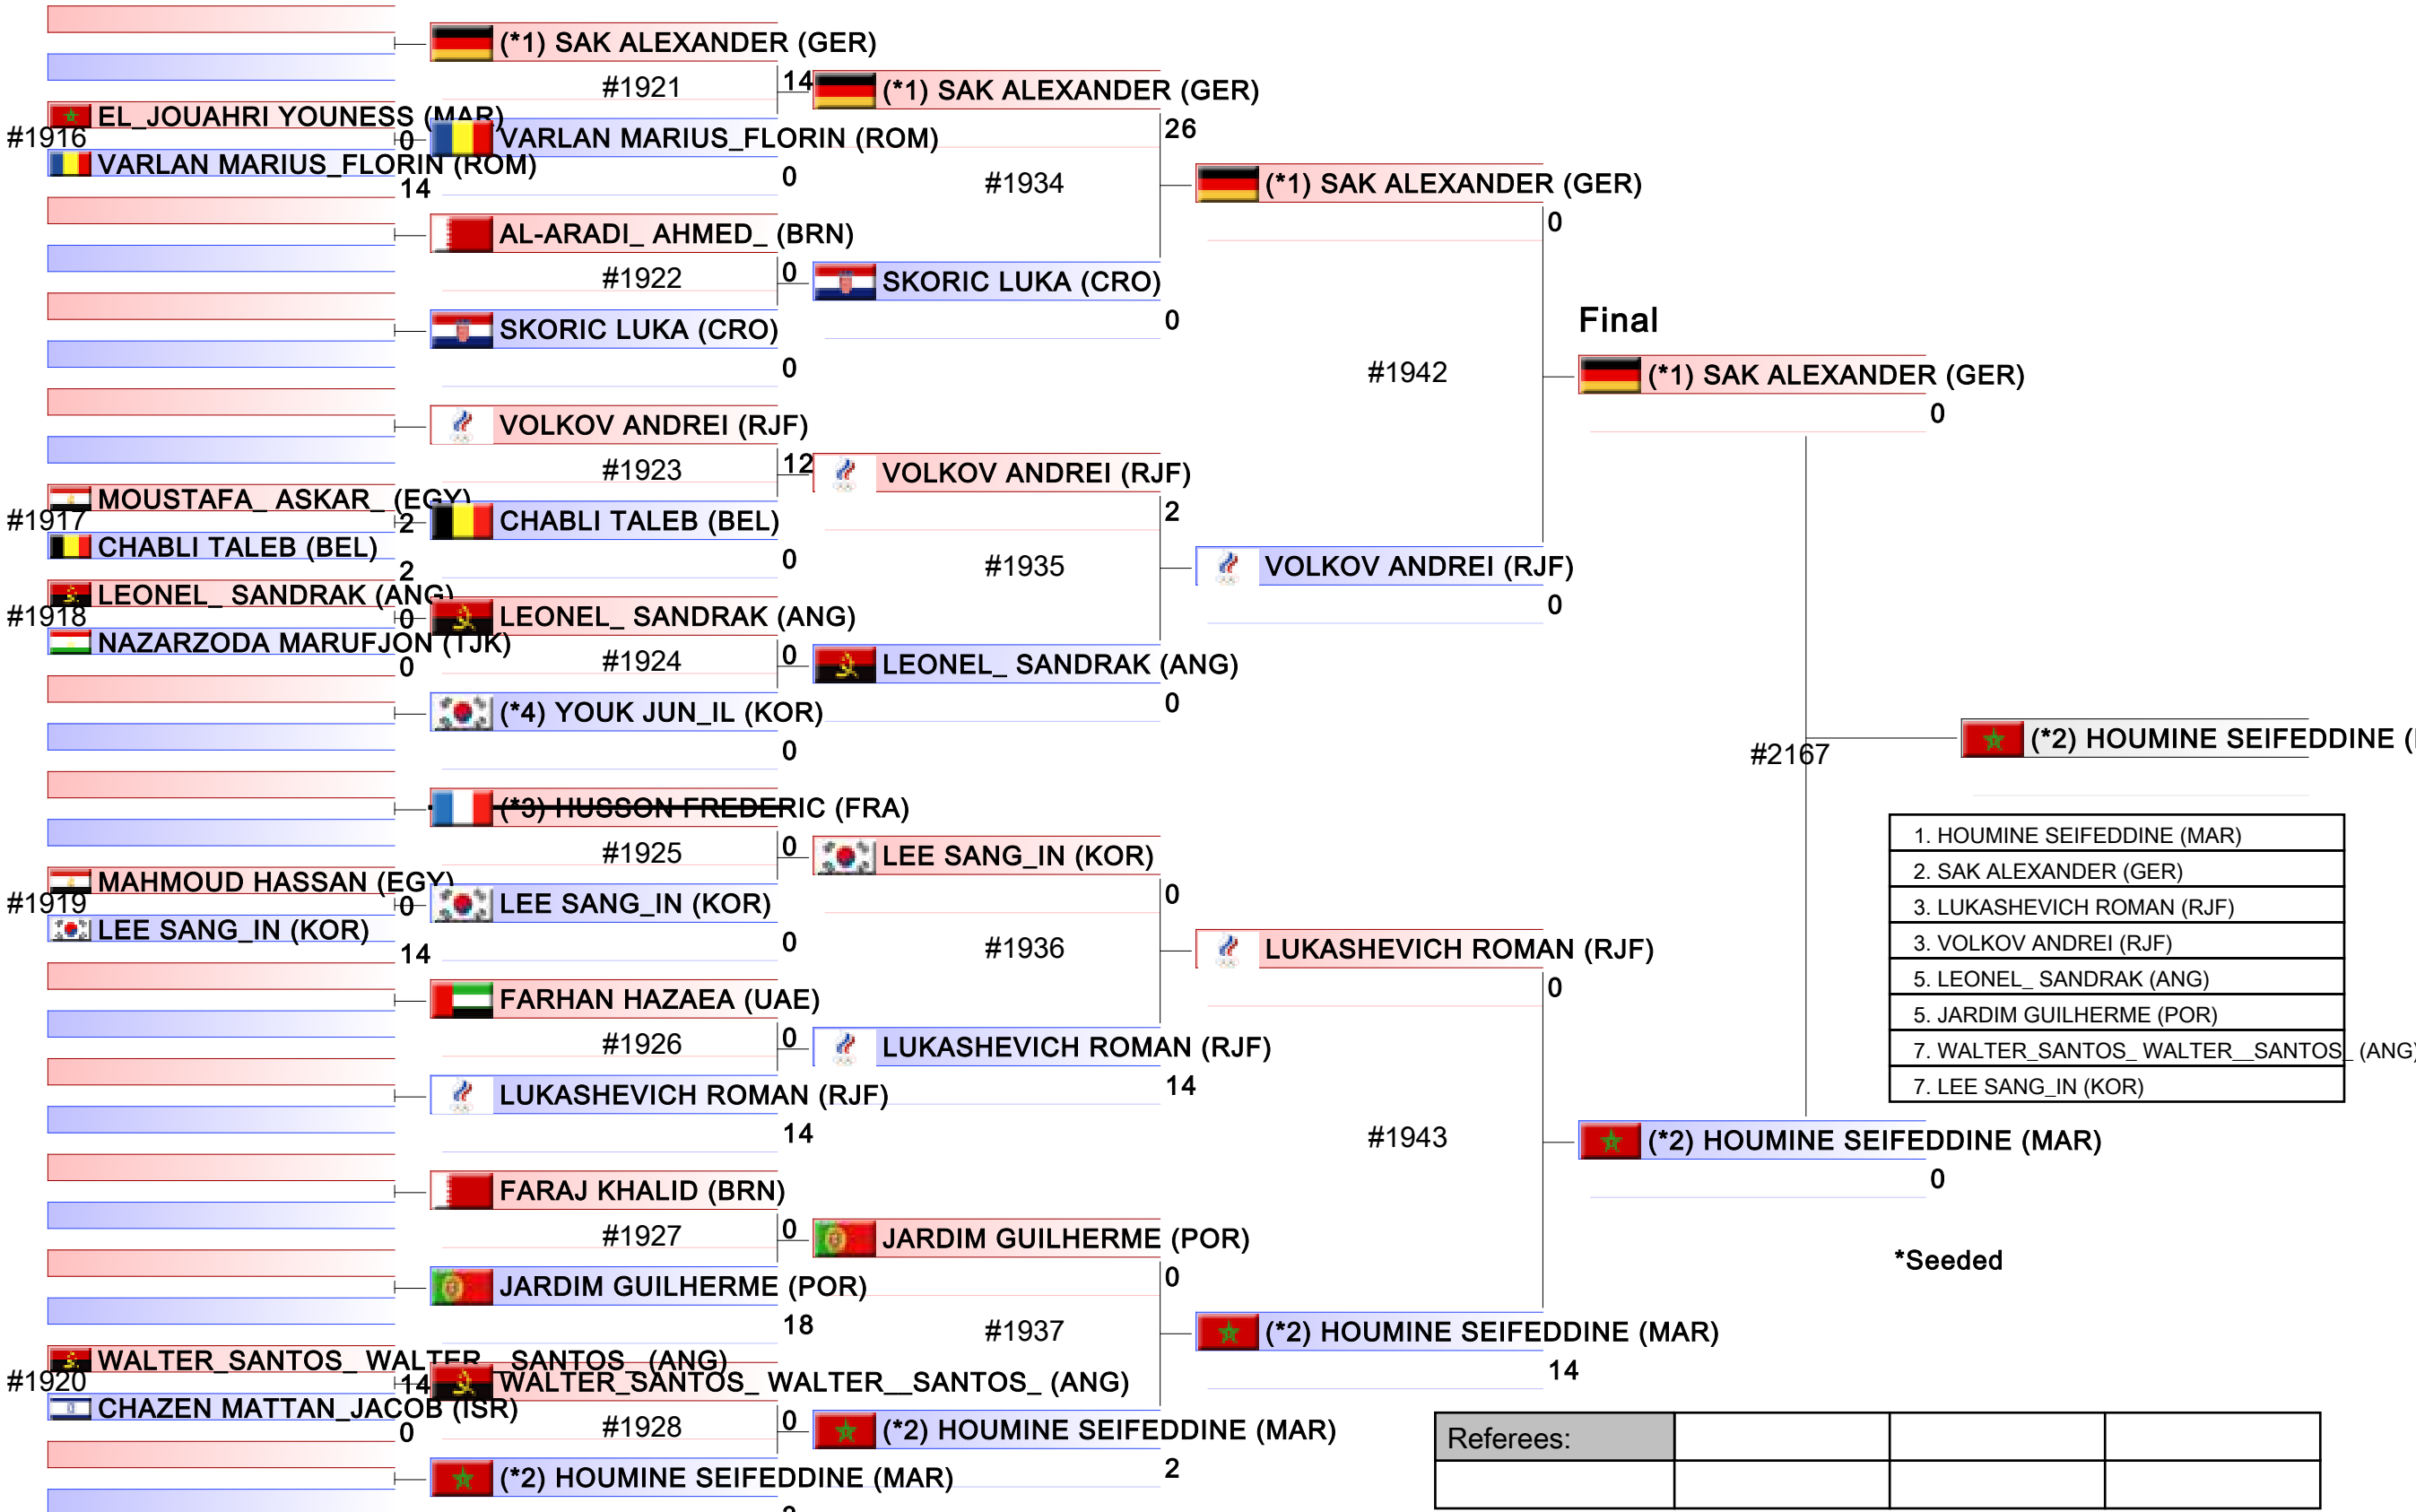 (*1) SAK ALEXANDER (GER)
#1921
14
(*1) SAK ALEXANDER (GER)
26
#1916
EL_JOUAHRI YOUNESS (MAR)
0
VARLAN MARIUS_FLORIN (ROM)
14
VARLAN MARIUS_FLORIN (ROM)
0
#1934
(*1) SAK ALEXANDER (GER)
0
AL-ARADI_ AHMED_ (BRN)
#1922
0
SKORIC LUKA (CRO)
0
SKORIC LUKA (CRO)
0
Final
#1942
(*1) SAK ALEXANDER (GER)
0
VOLKOV ANDREI (RJF)
#1923
12
VOLKOV ANDREI (RJF)
2
#1917
MOUSTAFA_ ASKAR_ (EGY)
2
CHABLI TALEB (BEL)
2
CHABLI TALEB (BEL)
0
#1935
VOLKOV ANDREI (RJF)
0
#1918
LEONEL_ SANDRAK (ANG)
0
NAZARZODA MARUFJON (TJK)
0
LEONEL_ SANDRAK (ANG)
#1924
0
LEONEL_ SANDRAK (ANG)
0
(*4) YOUK JUN_IL (KOR)
0
#2167
(*2) HOUMINE SEIFEDDINE (
(*3) HUSSON FREDERIC (FRA)
#1925
0
LEE SANG_IN (KOR)
0
#1919
MAHMOUD HASSAN (EGY)
0
LEE SANG_IN (KOR)
14
LEE SANG_IN (KOR)
0
#1936
LUKASHEVICH ROMAN (RJF)
0
1. HOUMINE SEIFEDDINE (MAR)
2. SAK ALEXANDER (GER)
3. LUKASHEVICH ROMAN (RJF)
3. VOLKOV ANDREI (RJF)
5. LEONEL_ SANDRAK (ANG)
5. JARDIM GUILHERME (POR)
7. WALTER_SANTOS_ WALTER__SANTOS_ (ANG)
7. LEE SANG_IN (KOR)
FARHAN HAZAEA (UAE)
#1926
0
LUKASHEVICH ROMAN (RJF)
14
LUKASHEVICH ROMAN (RJF)
14
#1943
(*2) HOUMINE SEIFEDDINE (MAR)
0
FARAJ KHALID (BRN)
#1927
0
JARDIM GUILHERME (POR)
0
JARDIM GUILHERME (POR)
18
#1937
(*2) HOUMINE SEIFEDDINE (MAR)
14
*Seeded
#1920
WALTER_SANTOS_ WALTER__SANTOS_ (ANG)
14
CHAZEN MATTAN_JACOB (ISR)
0
WALTER_SANTOS_ WALTER__SANTOS_ (ANG)
#1928
0
(*2) HOUMINE SEIFEDDINE (MAR)
2
(*2) HOUMINE SEIFEDDINE (MAR)
Referees: